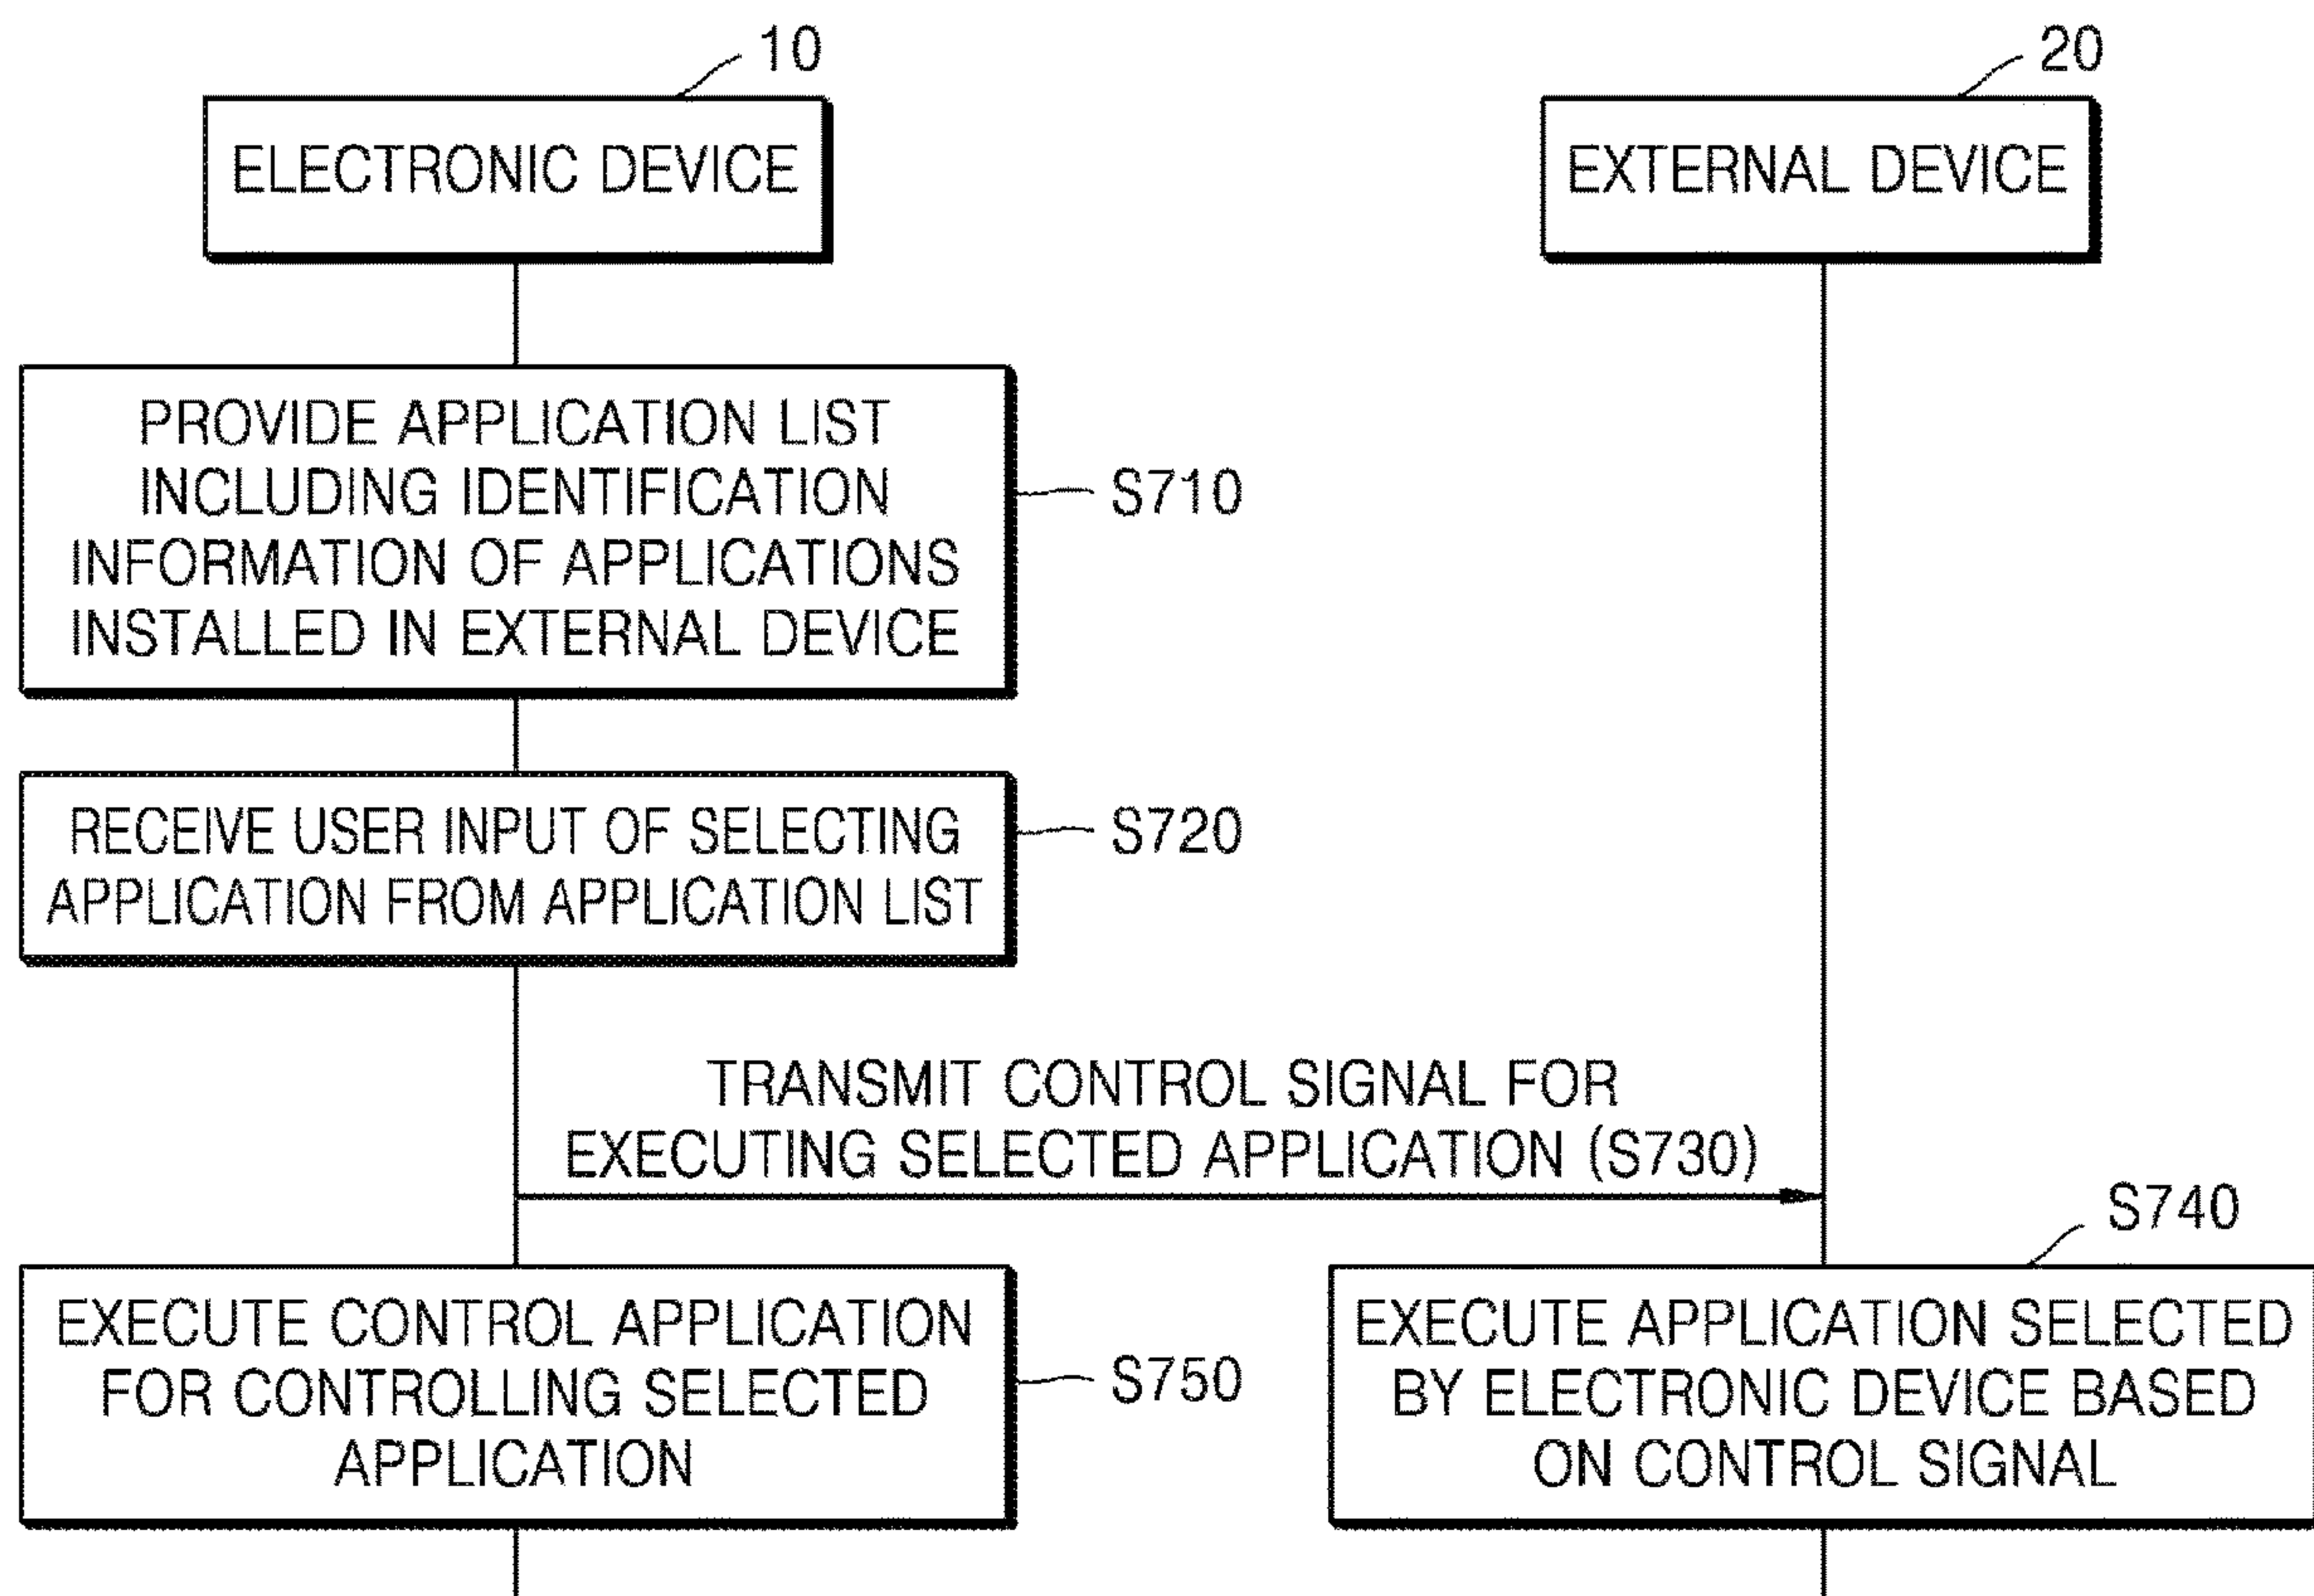 10
20
ELECTRONIC DEVICE
EXTERNAL DEVICE
PROVIDE APPLICATION LIST
INCLUDING IDENTIFICATION
INFORMATION OF APPLICATIONS
INSTALLED IN EXTERNAL DEVICE
S710
RECEIVE USER INPUT OF SELECTING
APPLICATION FROM APPLICATION LIST
S720
TRANSMIT CONTROL SIGNAL FOR
EXECUTING SELECTED APPLICATION (S730)
S740
EXECUTE CONTROL APPLICATION
FOR CONTROLLING SELECTED
APPLICATION
S750
EXECUTE APPLICATION SELECTED
BY ELECTRONIC DEVICE BASED
ON CONTROL SIGNAL